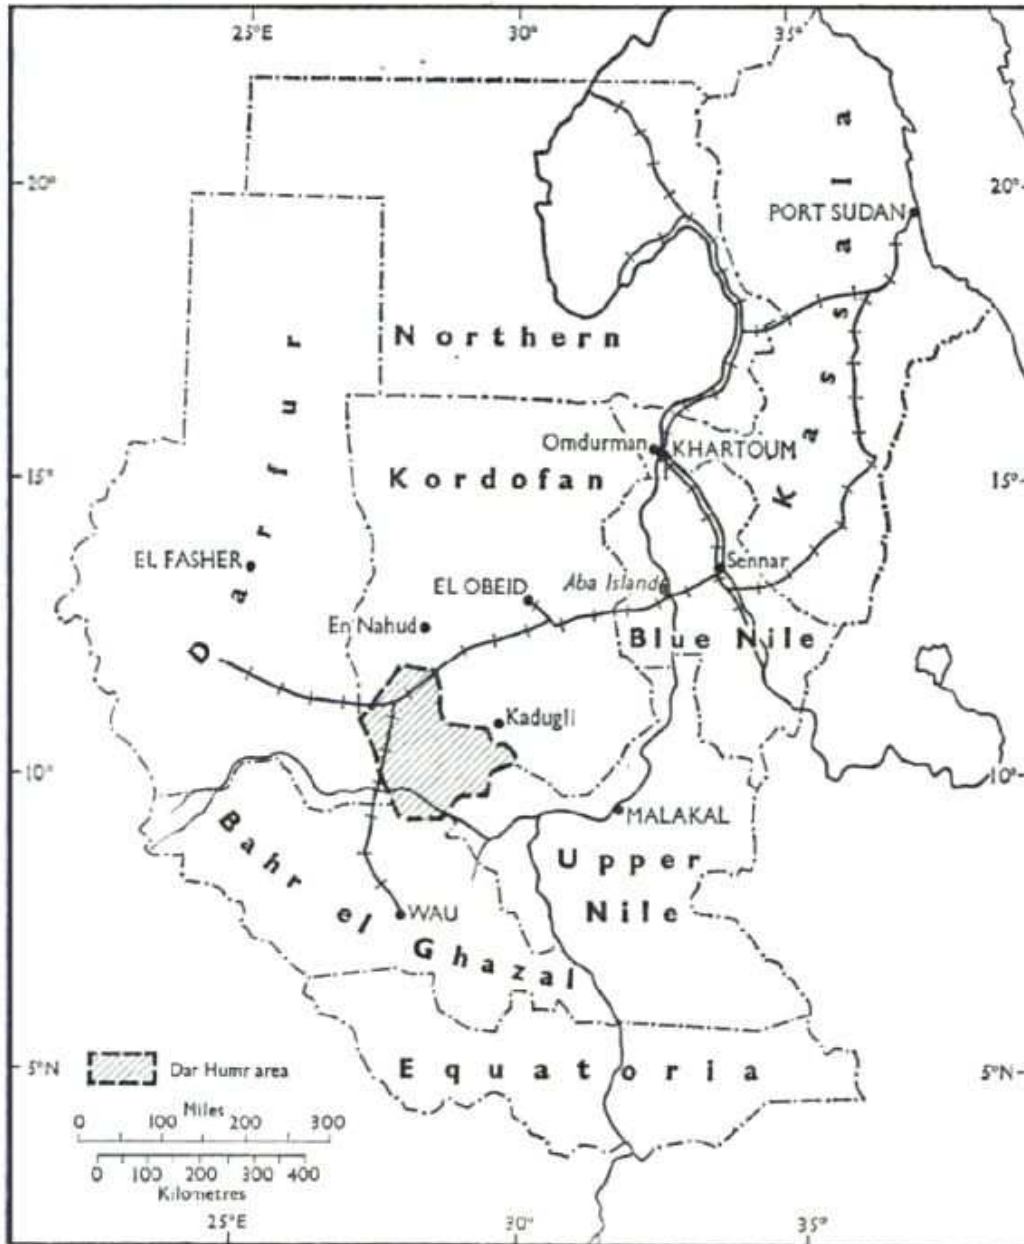 25°E 30° 35°
20° 20°
PORT SUDAN
Northern
Kassala
Darfur
Omdurman KHARTOUM
15° Kordofan 15°
EL FASHER
Sennar
EL OBEID Aba Island
En Nahud
Blue Nile
Kadugli
10° 10°
MALAKAL
Bahr el Ghazal
Upper
Nile
WAU
5°N Equatoria 5°N
Dar Humr area
Miles
0 100 200 300
0 100 200 300 400
Kilometres
25°E 30° 35°